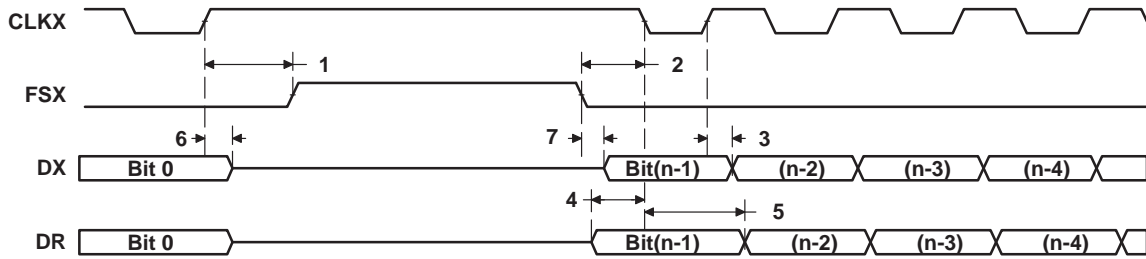 CLKX
1 2
FSX
6 7 3
DX Bit 0 Bit(n-1) (n-2) (n-3) (n-4)
4 5
DR Bit 0 Bit(n-1) (n-2) (n-3) (n-4)